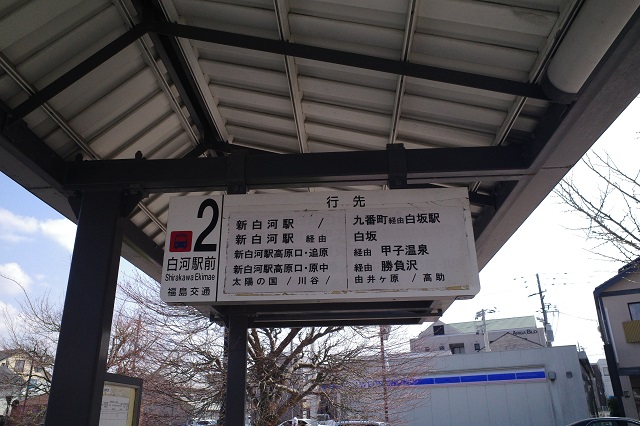 2
白河駅前
Shirakawa Ekimae
福島交通
行先
新白河駅 / 九番町経由白坂駅
新白河駅 経由 白坂
新白河駅高原口・追原 経由 甲子温泉
新白河駅高原口・原中 経由 勝負沢
太陽の国 / 川谷 / 由井ヶ原 / 高助